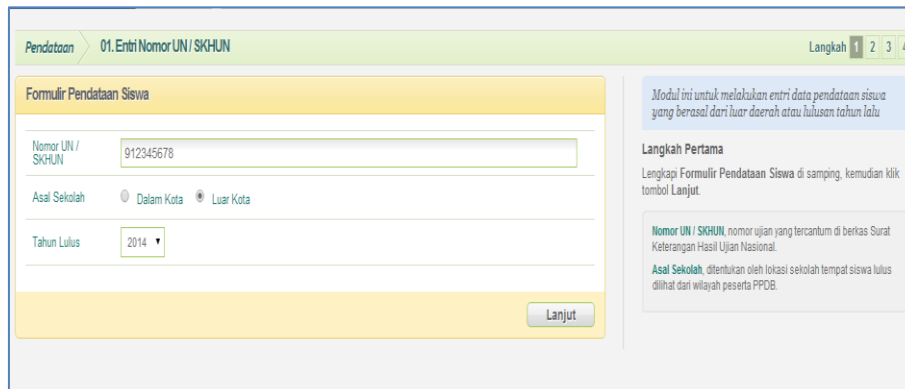 Pendataan 01. Entri Nomor UN / SKHUN Langkah 1 2 3 4
Formulir Pendataan Siswa
Nomor UN /
SKHUN
912345678
Asal Sekolah Dalam Kota Luar Kota
Tahun Lulus 2014
Lanjut
Modul ini untuk melakukan entri data pendataan siswa
yang berasal dari luar daerah atau lulusan tahun lalu
Langkah Pertama
Lengkapi Formulir Pendataan Siswa di samping, kemudian klik
tombol Lanjut.
Nomor UN / SKHUN, nomor ujian yang tercantum di berkas Surat
Keterangan Hasil Ujian Nasional.
Asal Sekolah, ditentukan oleh lokasi sekolah tempat siswa lulus
dilihat dari wilayah peserta PPDB.